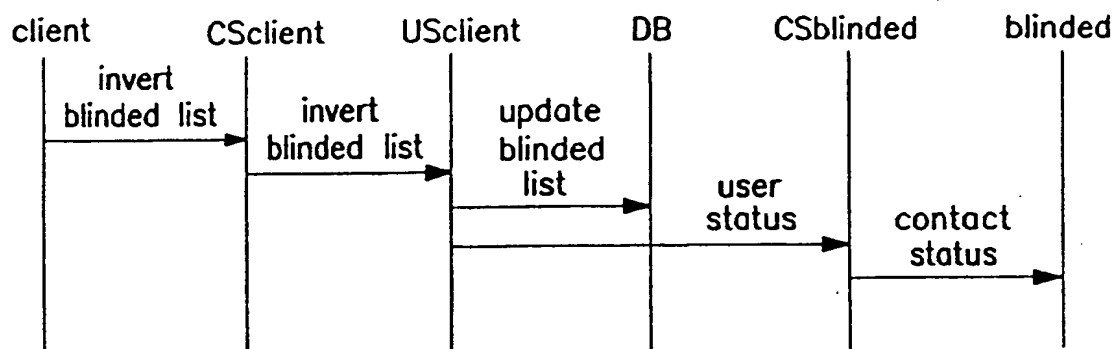 client CSclient USclient DB CSblinded blinded
invert
blinded list
invert
blinded list
update
blinded
list
user
status
contact
status